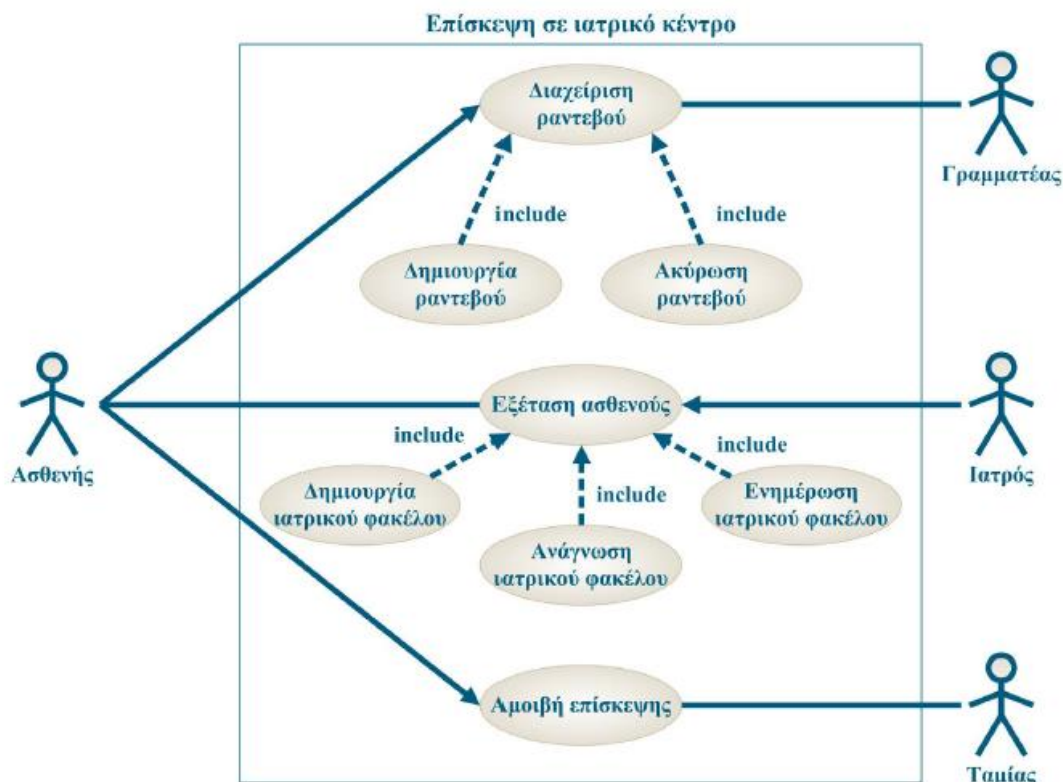 Επίσκεψη σε ιατρικό κέντρο
Διαχείριση
ραντεβού
Γραμματέας
include
include
Δημιουργία
ραντεβού
Ακύρωση
ραντεβού
Ασθενής
Εξέταση ασθενούς
Ιατρός
include
include
Δημιουργία
ιατρικού φακέλου
include
Ενημέρωση
ιατρικού φακέλου
Ανάγνωση
ιατρικού φακέλου
Αμοιβή επίσκεψης
Ταμίας